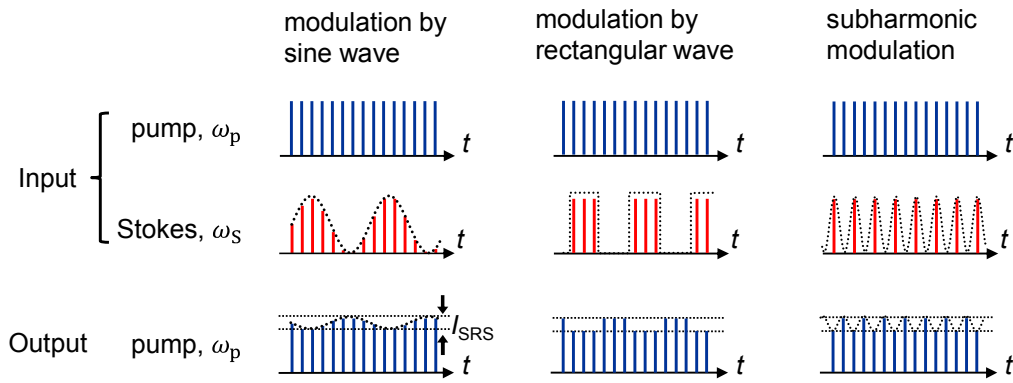 modulation by
sine wave
modulation by
rectangular wave
subharmonic
modulation
Input
pump, ωp
t
t
t
Stokes, ωS
t
t
t
Output
pump, ωp
ISRS
t
t
t